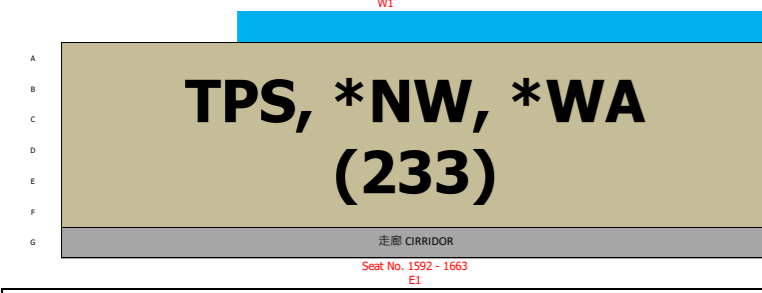 W1
A
B
C
D
E
F
G
TPS, *NW, *WA
(233)
走廊 CIRRIDOR
Seat No. 1592 - 1663
E1